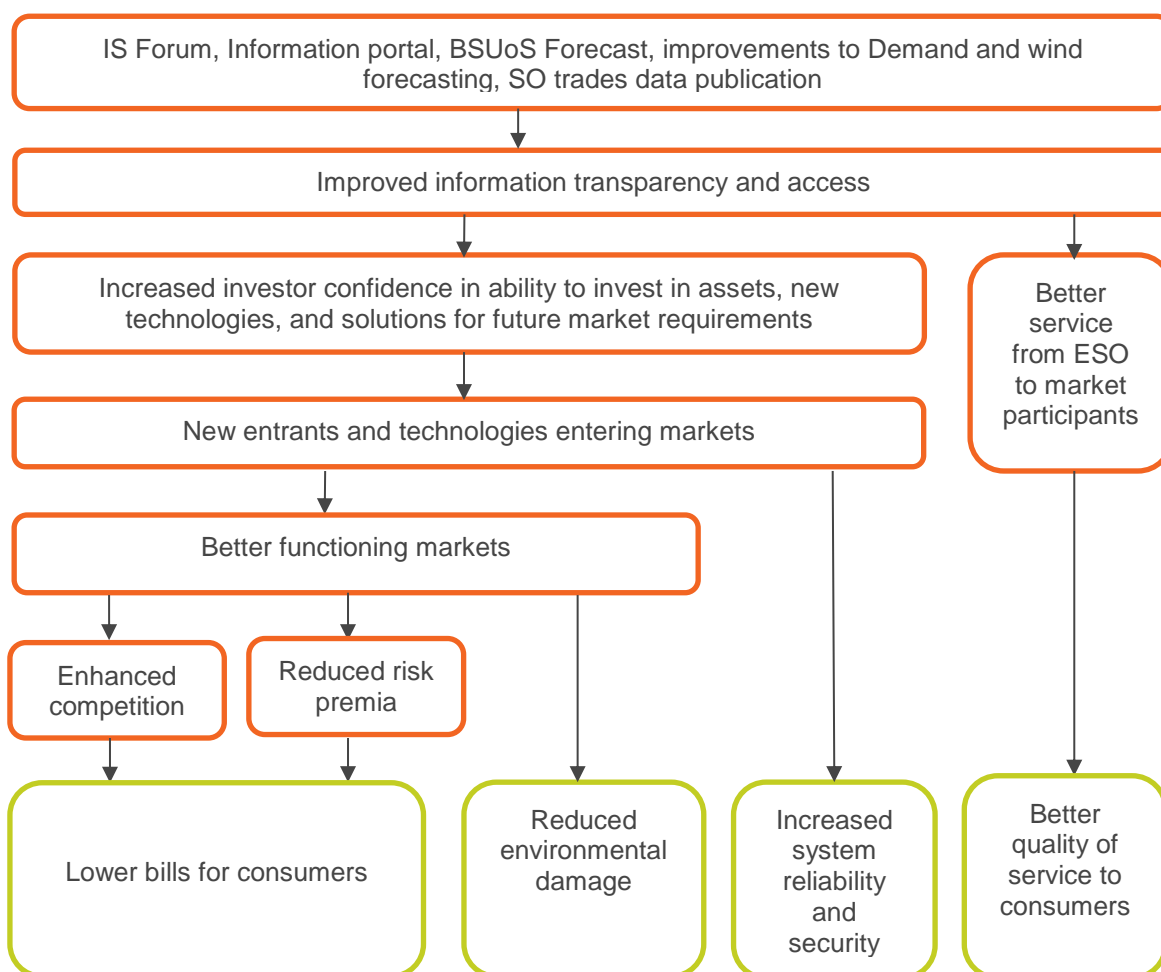 IS Forum, Information portal, BSUoS Forecast, improvements to Demand and wind
forecasting, SO trades data publication
Improved information transparency and access
Increased investor confidence in ability to invest in assets, new
technologies, and solutions for future market requirements
Better
service
from ESO
to market
participants
New entrants and technologies entering markets
Better functioning markets
Enhanced
competition
Reduced risk
premia
Lower bills for consumers
Reduced
environmental
damage
Increased
system
reliability
and
security
Better
quality of
service to
consumers